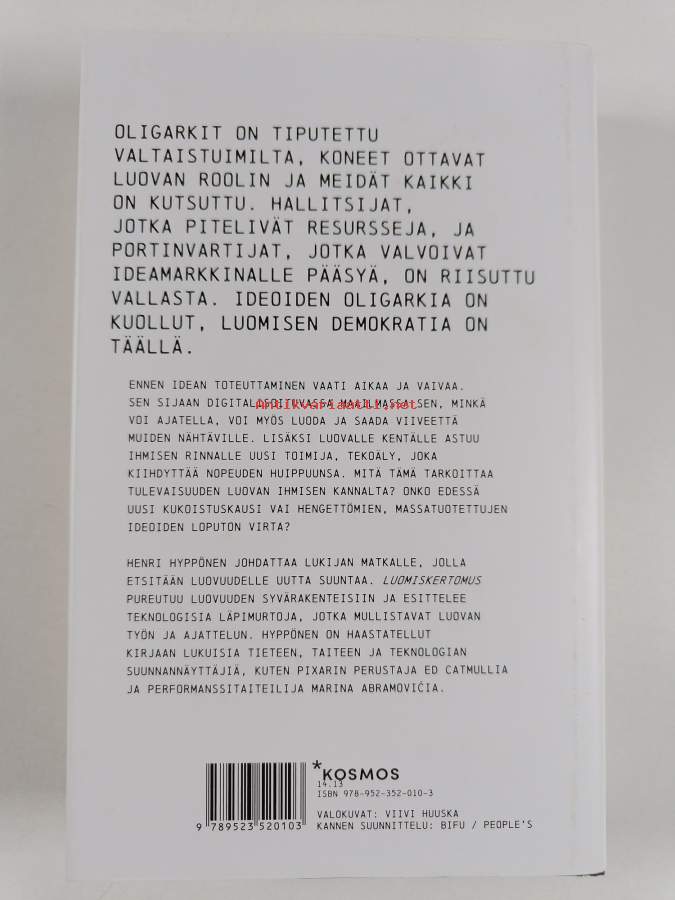 OLIGARKIT ON TIPUTETTU
VALTAISTUIMILTA, KONEET OTTAVAT
LUOVAN ROOLIN JA MEIDÄT KAIKKI
ON KUTSUTTU. HALLITSIJAT,
JOTKA PITELIVÄT RESURSSEJA, JA
PORTINVARTIJAT, JOTKA VALVOIVAT
IDEAMARKKINALLE PÄÄSYÄ, ON RIISUTTU
VALLASTA. IDEOIDEN OLIGARKIA ON
KUOLLUT, LUOMISEN DEMOKRATIA ON
TÄÄLLÄ.
ENNEN IDEAN TOTEUTTAMINEN VAATI AIKAA JA VAIVAA.
SEN SIJAAN DIGITALISOITUVASSA MAAILMASSA SEN, MINKÄ
Antikvariaatti.net
VOI AJATELLA, VOI MYÖS LUODA JA SAADA VIIVEETTÄ
MUIDEN NÄHTÄVILLE. LISÄKSI LUOVALLE KENTÄLLE ASTUU
IHMISEN RINNALLE UUSI TOIMIJA, TEKOÄLY, JOKA
KIIHDYTTÄÄ NOPEUDEN HUIPPUUNSA. MITÄ TÄMÄ TARKOITTAA
TULEVAISUUDEN LUOVAN IHMISEN KANNALTA? ONKO EDESSÄ
UUSI KUKOISTUSKAUSI VAI HENGETTÖMIEN, MASSATUOTETTUJEN
IDEOIDEN LOPUTON VIRTA?
HENRI HYPPÖNEN JOHDATTAA LUKIJAN MATKALLE, JOLLA
ETSITÄÄN LUOVUUDELLE UUTTA SUUNTAA. LUOMISKERTOMUS
PUREUTUU LUOVUUDEN SYVÄRAKENTEISIIN JA ESITTELEE
TEKNOLOGISIA LÄPIMURTOJA, JOTKA MULLISTAVAT LUOVAN
TYÖN JA AJATTELUN. HYPPÖNEN ON HAASTATELLUT
KIRJAAN LUKUISIA TIETEEN, TAITEEN JA TEKNOLOGIAN
SUUNNANNÄYTTÄJIÄ, KUTEN PIXARIN PERUSTAJA ED CATMULLIA
JA PERFORMANSSITAITEILIJA MARINA ABRAMOVIĆIA.
*KOSMOS
14.13
ISBN 978-952-352-010-3
VALOKUVAT: VIIVI HUUSKA
KANNEN SUUNNITTELU: BIFU / PEOPLE'S
9 789523 520103